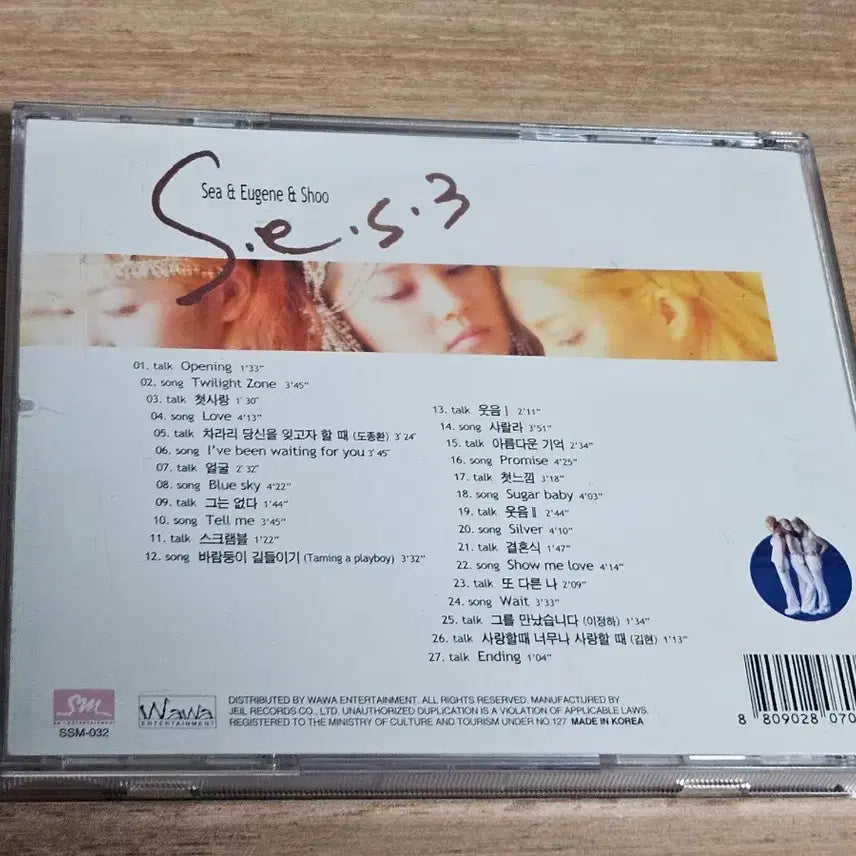 Sea & Eugene & Shoo
S.e.s.3
01. talk Opening 1'33"
02. song Twilight Zone 3'45"
03. talk 첫사랑 1'30"
04. song Love 4'13"
05. talk 차라리 당신을 잊고자 할 때 (도종환) 3'24"
06. song I've been waiting for you 3'45"
07. talk 얼굴 2'32"
08. song Blue sky 4'22"
09. talk 그는 없다 1'44"
10. song Tell me 3'45"
11. talk 스크램블 1'22"
12. song 바람둥이 길들이기 (Taming a playboy) 3'32"
13. talk 웃음 I 2'11"
14. song 사랄라 3'51"
15. talk 아름다운 기억 2'34"
16. song Promise 4'25"
17. talk 첫느낌 3'18"
18. song Sugar baby 4'03"
19. talk 웃음 II 2'44"
20. song Silver 4'10"
21. talk 결혼식 1'47"
22. song Show me love 4'14"
23. talk 또 다른 나 2'09"
24. song Wait 3'33"
25. talk 그를 만났습니다 (이정하) 1'34"
26. talk 사랑할때 너무나 사랑할 때 (김현) 1'13"
27. talk Ending 1'04"
SM
SM ENTERTAINMENT
SSM-032
WaWa
ENTERTAINMENT
DISTRIBUTED BY WAWA ENTERTAINMENT. ALL RIGHTS RESERVED. MANUFACTURED BY
JEIL RECORDS CO., LTD. UNAUTHORIZED DUPLICATION IS A VIOLATION OF APPLICABLE LAWS.
REGISTERED TO THE MINISTRY OF CULTURE AND TOURISM UNDER NO.127 MADE IN KOREA
8 809028 070